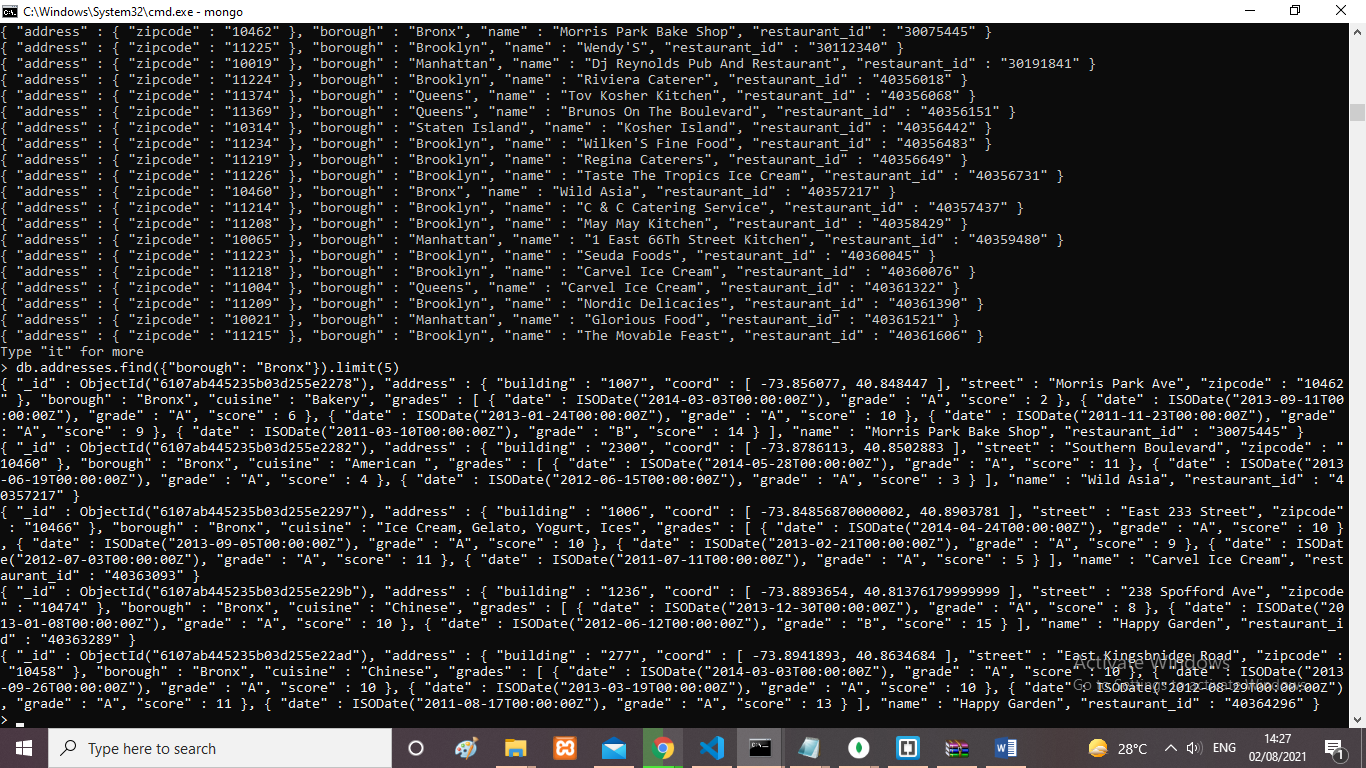 C:\Windows\System32\cmd.exe - mongo
{ "address" : { "zipcode" : "10462" }, "borough" : "Bronx", "name" : "Morris Park Bake Shop", "restaurant_id" : "30075445" }
{ "address" : { "zipcode" : "11225" }, "borough" : "Brooklyn", "name" : "Wendy'S", "restaurant_id" : "30112340" }
{ "address" : { "zipcode" : "10019" }, "borough" : "Manhattan", "name" : "Dj Reynolds Pub And Restaurant", "restaurant_id" : "30191841" }
{ "address" : { "zipcode" : "11224" }, "borough" : "Brooklyn", "name" : "Riviera Caterer", "restaurant_id" : "40356018" }
{ "address" : { "zipcode" : "11374" }, "borough" : "Queens", "name" : "Tov Kosher Kitchen", "restaurant_id" : "40356068" }
{ "address" : { "zipcode" : "11369" }, "borough" : "Queens", "name" : "Brunos On The Boulevard", "restaurant_id" : "40356151" }
{ "address" : { "zipcode" : "10314" }, "borough" : "Staten Island", "name" : "Kosher Island", "restaurant_id" : "40356442" }
{ "address" : { "zipcode" : "11234" }, "borough" : "Brooklyn", "name" : "Wilken'S Fine Food", "restaurant_id" : "40356483" }
{ "address" : { "zipcode" : "11219" }, "borough" : "Brooklyn", "name" : "Regina Caterers", "restaurant_id" : "40356649" }
{ "address" : { "zipcode" : "11226" }, "borough" : "Brooklyn", "name" : "Taste The Tropics Ice Cream", "restaurant_id" : "40356731" }
{ "address" : { "zipcode" : "10460" }, "borough" : "Bronx", "name" : "Wild Asia", "restaurant_id" : "40357217" }
{ "address" : { "zipcode" : "11214" }, "borough" : "Brooklyn", "name" : "C & C Catering Service", "restaurant_id" : "40357437" }
{ "address" : { "zipcode" : "11208" }, "borough" : "Brooklyn", "name" : "May May Kitchen", "restaurant_id" : "40358429" }
{ "address" : { "zipcode" : "10065" }, "borough" : "Manhattan", "name" : "1 East 66Th Street Kitchen", "restaurant_id" : "40359480" }
{ "address" : { "zipcode" : "11223" }, "borough" : "Brooklyn", "name" : "Seuda Foods", "restaurant_id" : "40360045" }
{ "address" : { "zipcode" : "11218" }, "borough" : "Brooklyn", "name" : "Carvel Ice Cream", "restaurant_id" : "40360076" }
{ "address" : { "zipcode" : "11004" }, "borough" : "Queens", "name" : "Carvel Ice Cream", "restaurant_id" : "40361322" }
{ "address" : { "zipcode" : "11209" }, "borough" : "Brooklyn", "name" : "Nordic Delicacies", "restaurant_id" : "40361390" }
{ "address" : { "zipcode" : "10021" }, "borough" : "Manhattan", "name" : "Glorious Food", "restaurant_id" : "40361521" }
{ "address" : { "zipcode" : "11215" }, "borough" : "Brooklyn", "name" : "The Movable Feast", "restaurant_id" : "40361606" }
Type "it" for more
> db.addresses.find({"borough": "Bronx"}).limit(5)
{ "_id" : ObjectId("6107ab445235b03d255e2278"), "address" : { "building" : "1007", "coord" : [ -73.856077, 40.848447 ], "street" : "Morris Park Ave", "zipcode" : "10462
" }, "borough" : "Bronx", "cuisine" : "Bakery", "grades" : [ { "date" : ISODate("2014-03-03T00:00:00Z"), "grade" : "A", "score" : 2 }, { "date" : ISODate("2013-09-11T00
:00:00Z"), "grade" : "A", "score" : 6 }, { "date" : ISODate("2013-01-24T00:00:00Z"), "grade" : "A", "score" : 10 }, { "date" : ISODate("2011-11-23T00:00:00Z"), "grade" :
"A", "score" : 9 }, { "date" : ISODate("2011-03-10T00:00:00Z"), "grade" : "B", "score" : 14 } ], "name" : "Morris Park Bake Shop", "restaurant_id" : "30075445" }
{ "_id" : ObjectId("6107ab445235b03d255e2282"), "address" : { "building" : "2300", "coord" : [ -73.8786113, 40.8502883 ], "street" : "Southern Boulevard", "zipcode" : "
10460" }, "borough" : "Bronx", "cuisine" : "American ", "grades" : [ { "date" : ISODate("2014-05-28T00:00:00Z"), "grade" : "A", "score" : 11 }, { "date" : ISODate("2013
-06-19T00:00:00Z"), "grade" : "A", "score" : 4 }, { "date" : ISODate("2012-06-15T00:00:00Z"), "grade" : "A", "score" : 3 } ], "name" : "Wild Asia", "restaurant_id" : "4
0357217" }
{ "_id" : ObjectId("6107ab445235b03d255e2297"), "address" : { "building" : "1006", "coord" : [ -73.84856870000002, 40.8903781 ], "street" : "East 233 Street", "zipcode"
: "10466" }, "borough" : "Bronx", "cuisine" : "Ice Cream, Gelato, Yogurt, Ices", "grades" : [ { "date" : ISODate("2014-04-24T00:00:00Z"), "grade" : "A", "score" : 10 }
, { "date" : ISODate("2013-09-05T00:00:00Z"), "grade" : "A", "score" : 10 }, { "date" : ISODate("2013-02-21T00:00:00Z"), "grade" : "A", "score" : 9 }, { "date" : ISODat
e("2012-07-03T00:00:00Z"), "grade" : "A", "score" : 11 }, { "date" : ISODate("2011-07-11T00:00:00Z"), "grade" : "A", "score" : 5 } ], "name" : "Carvel Ice Cream", "rest
aurant_id" : "40363093" }
{ "_id" : ObjectId("6107ab445235b03d255e229b"), "address" : { "building" : "1236", "coord" : [ -73.8893654, 40.81376179999999 ], "street" : "238 Spofford Ave", "zipcode
" : "10474" }, "borough" : "Bronx", "cuisine" : "Chinese", "grades" : [ { "date" : ISODate("2013-12-30T00:00:00Z"), "grade" : "A", "score" : 8 }, { "date" : ISODate("20
13-01-08T00:00:00Z"), "grade" : "A", "score" : 10 }, { "date" : ISODate("2012-06-12T00:00:00Z"), "grade" : "B", "score" : 15 } ], "name" : "Happy Garden", "restaurant_i
d" : "40363289" }
{ "_id" : ObjectId("6107ab445235b03d255e22ad"), "address" : { "building" : "277", "coord" : [ -73.8941893, 40.8634684 ], "street" : "East Kingsbridge Road", "zipcode" :
"10458" }, "borough" : "Bronx", "cuisine" : "Chinese", "grades" : [ { "date" : ISODate("2014-03-03T00:00:00Z"), "grade" : "A", "score" : 10 }, { "date" : ISODate("2013
-09-26T00:00:00Z"), "grade" : "A", "score" : 10 }, { "date" : ISODate("2013-03-19T00:00:00Z"), "grade" : "A", "score" : 10 }, { "date" : ISODate("2012-08-29T00:00:00Z"),
"grade" : "A", "score" : 11 }, { "date" : ISODate("2011-08-17T00:00:00Z"), "grade" : "A", "score" : 13 } ], "name" : "Happy Garden", "restaurant_id" : "40364296" }
>
Activate Windows
Go to Settings to activate Windows.
Type here to search
28°C
ENG
14:27
02/08/2021
1